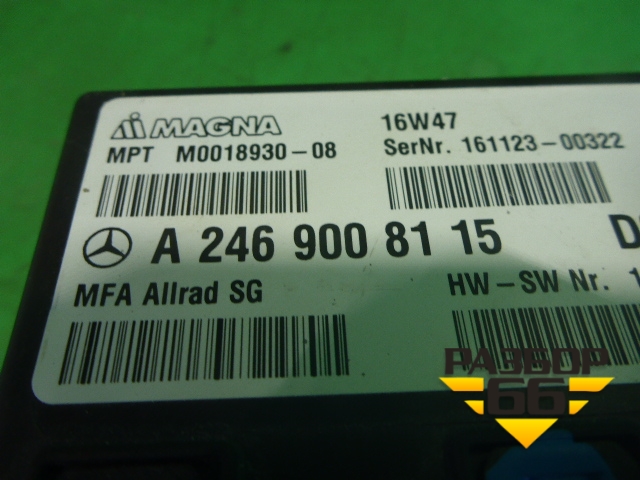 MAGNA
16W47
MPT M0018930-08
SerNr. 161123-00322
A 246 900 81 15
D
MFA Allrad SG
HW-SW Nr. 1
РАЗБОР
66